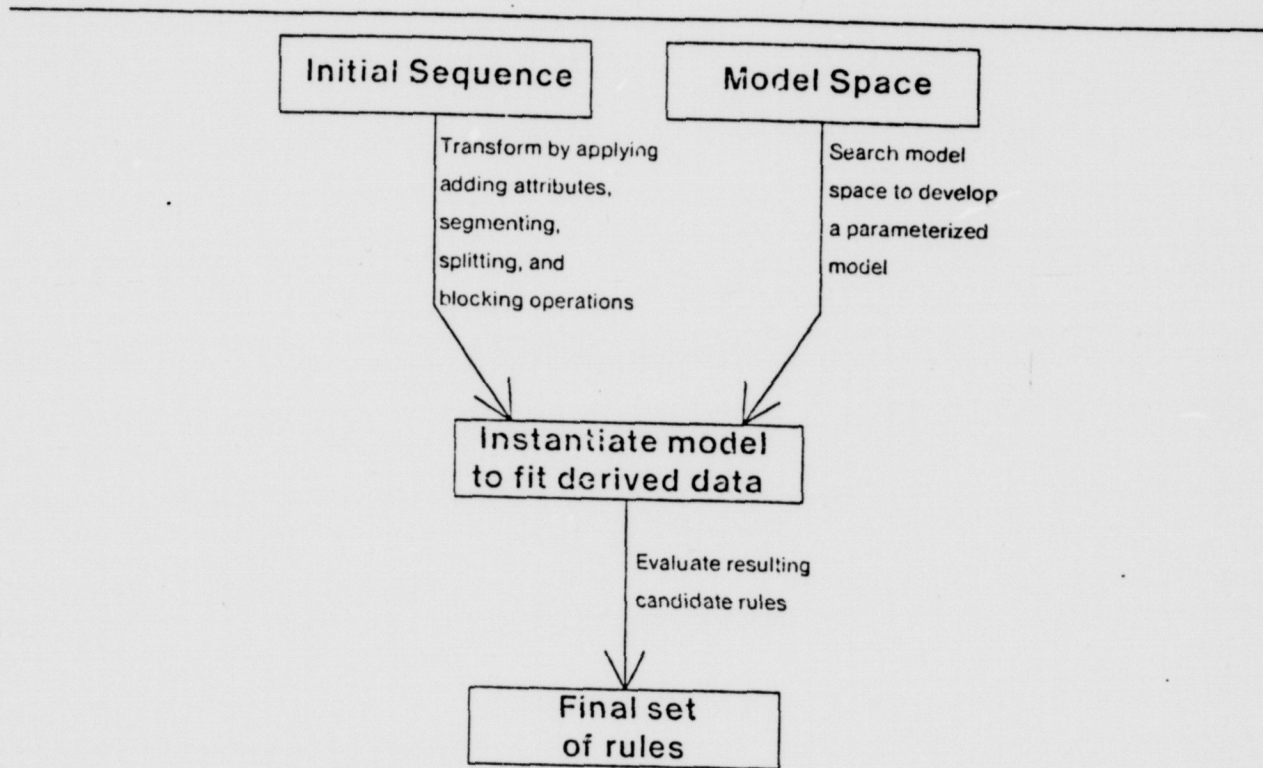 Initial Sequence
Model Space
Transform by applying
adding attributes,
segmenting,
splitting, and
blocking operations
Search model
space to develop
a parameterized
model
Instantiate model
to fit derived data
Evaluate resulting
candidate rules
Final set
of rules